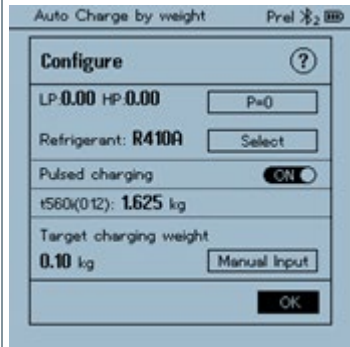 Auto Charge by weight Prel 2
Configure ?
LP:0.00 HP:0.00 P=0
Refrigerant: R410A Select
Pulsed charging ON
t560i(012): 1.625 kg
Target charging weight
0.10 kg Manual Input
OK